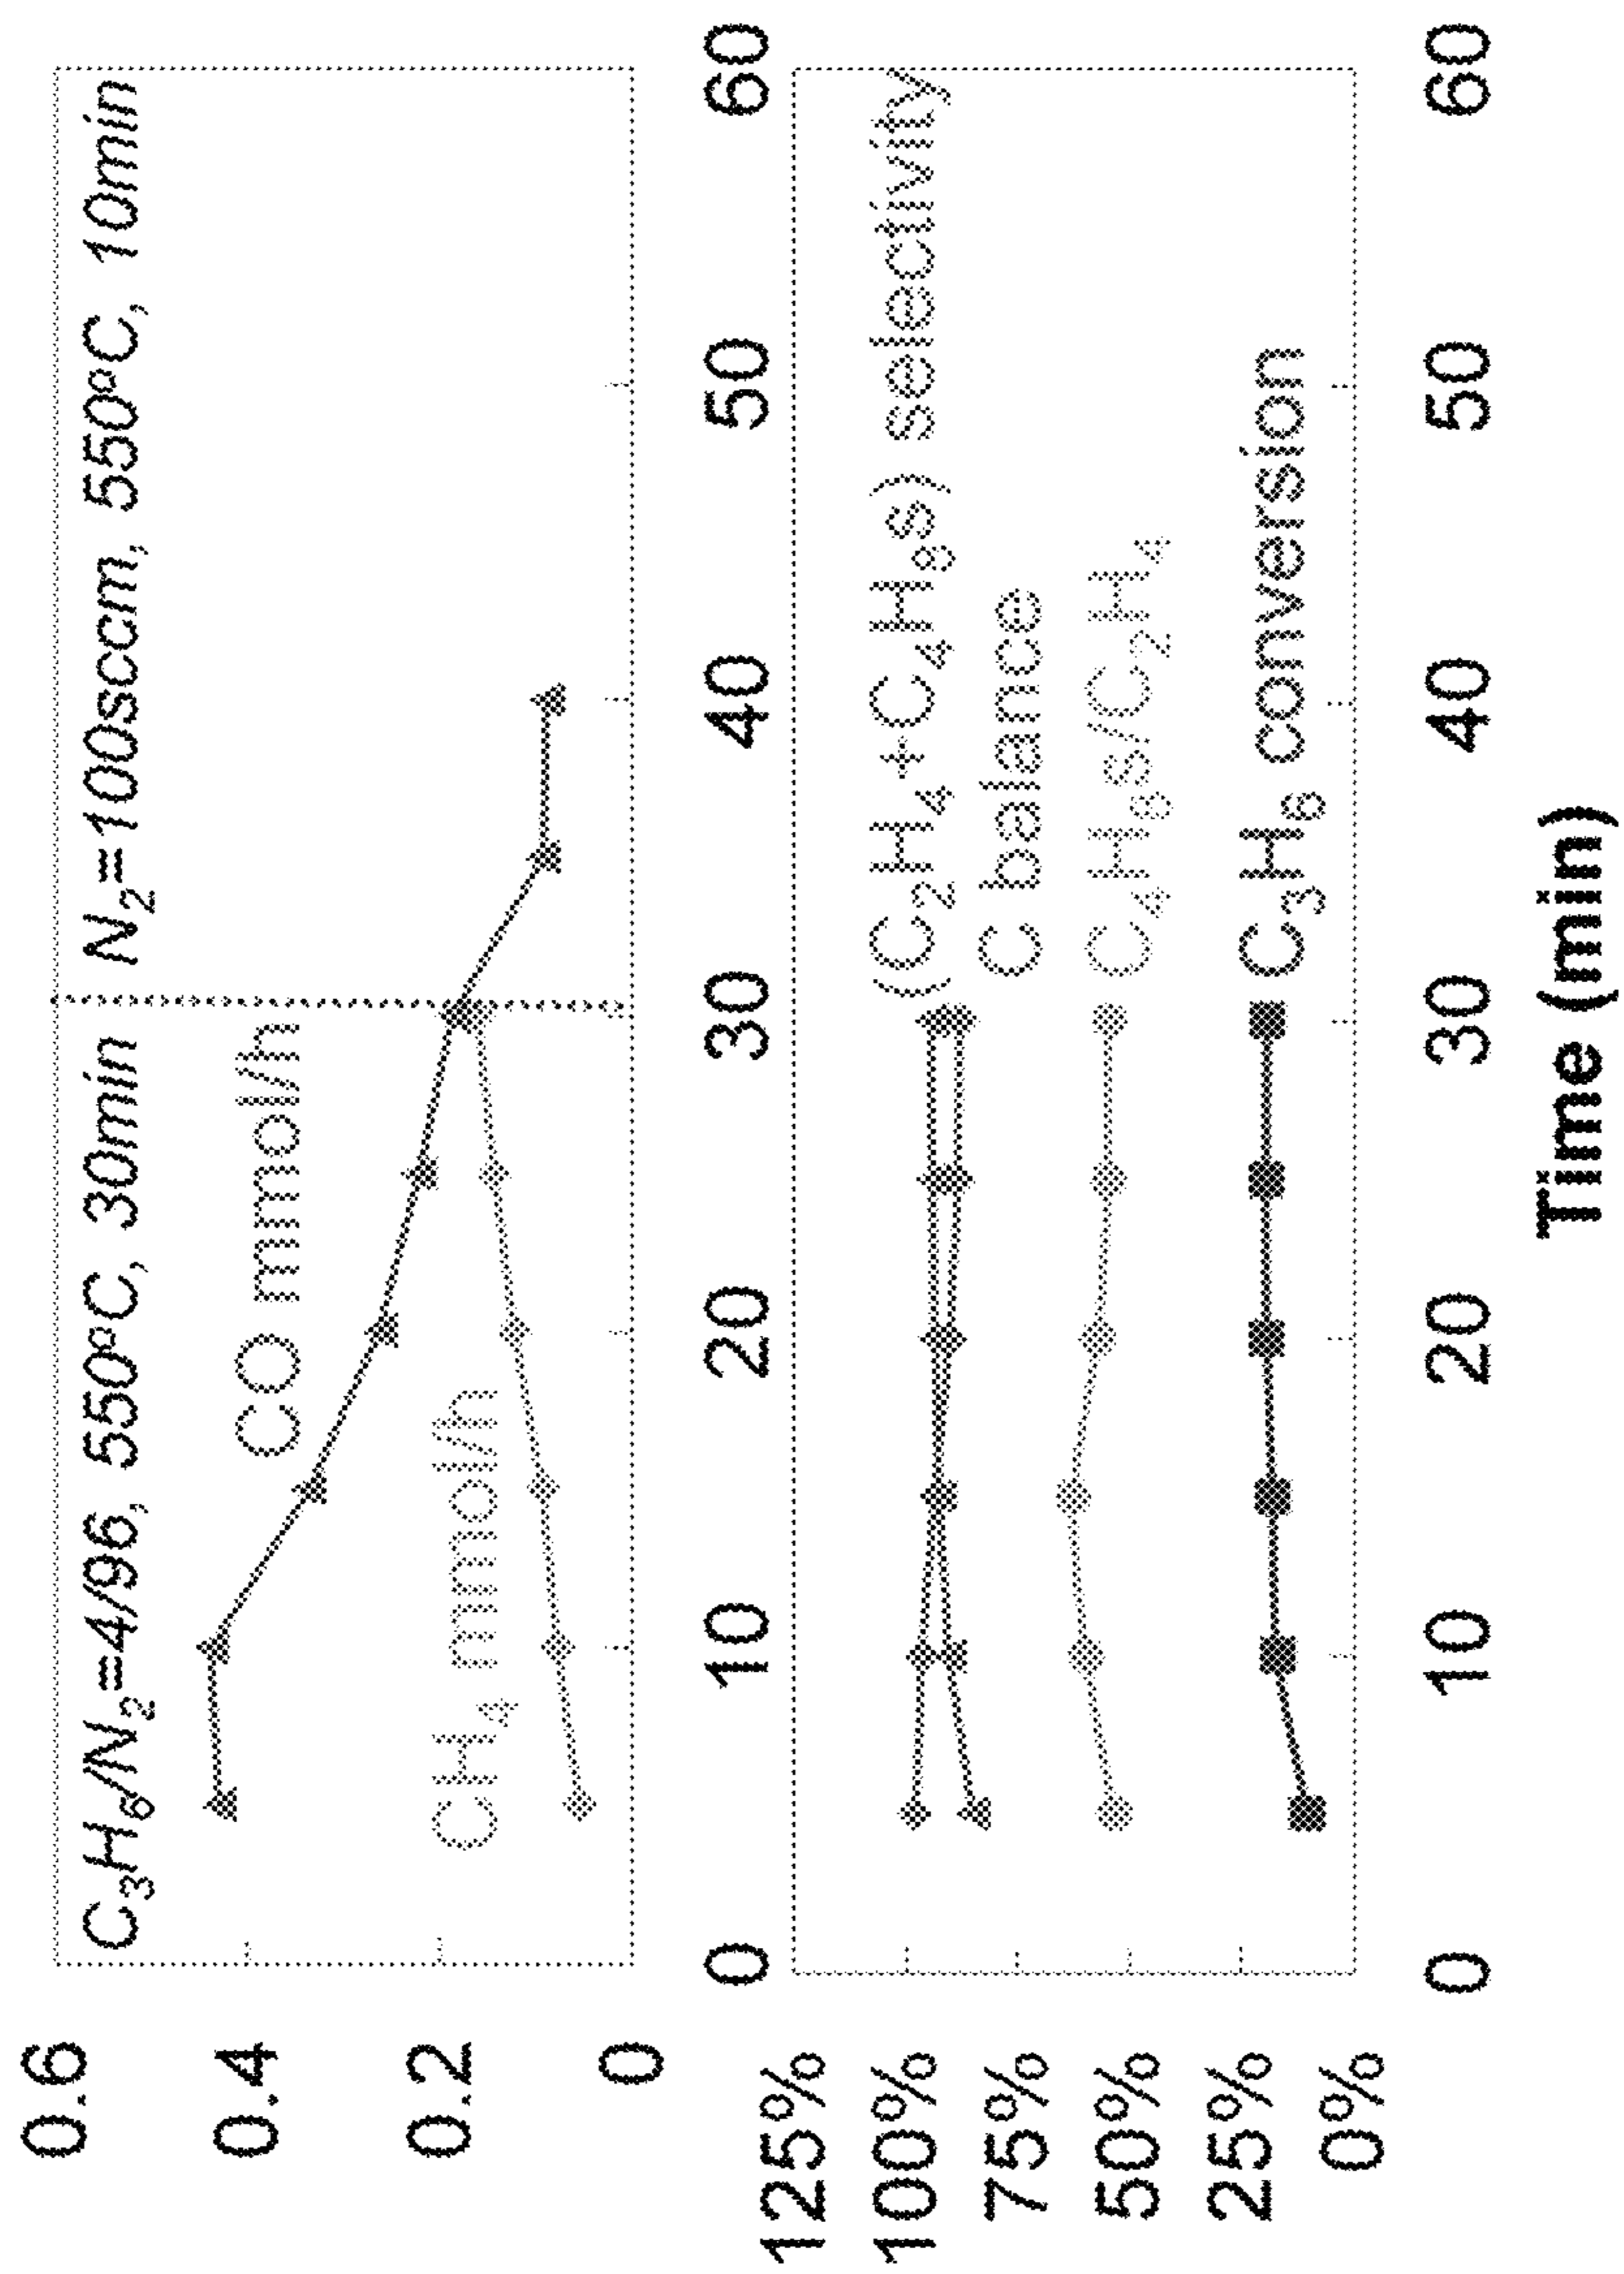 0.6
C₃H₆/N₂=4/96, 550ºC, 30min
N₂=100sccm, 550ºC, 10min
0.4
CO mmol/h
0.2
CH₄ mmol/h
0
0 10 20 30 40 50 60
125%
100%
(C₂H₄+C₄H₈s) selectivity
75%
C balance
50%
C₄H₈s/C₂H₄
25%
C₃H₆ conversion
0%
0 10 20 30 40 50 60
Time (min)